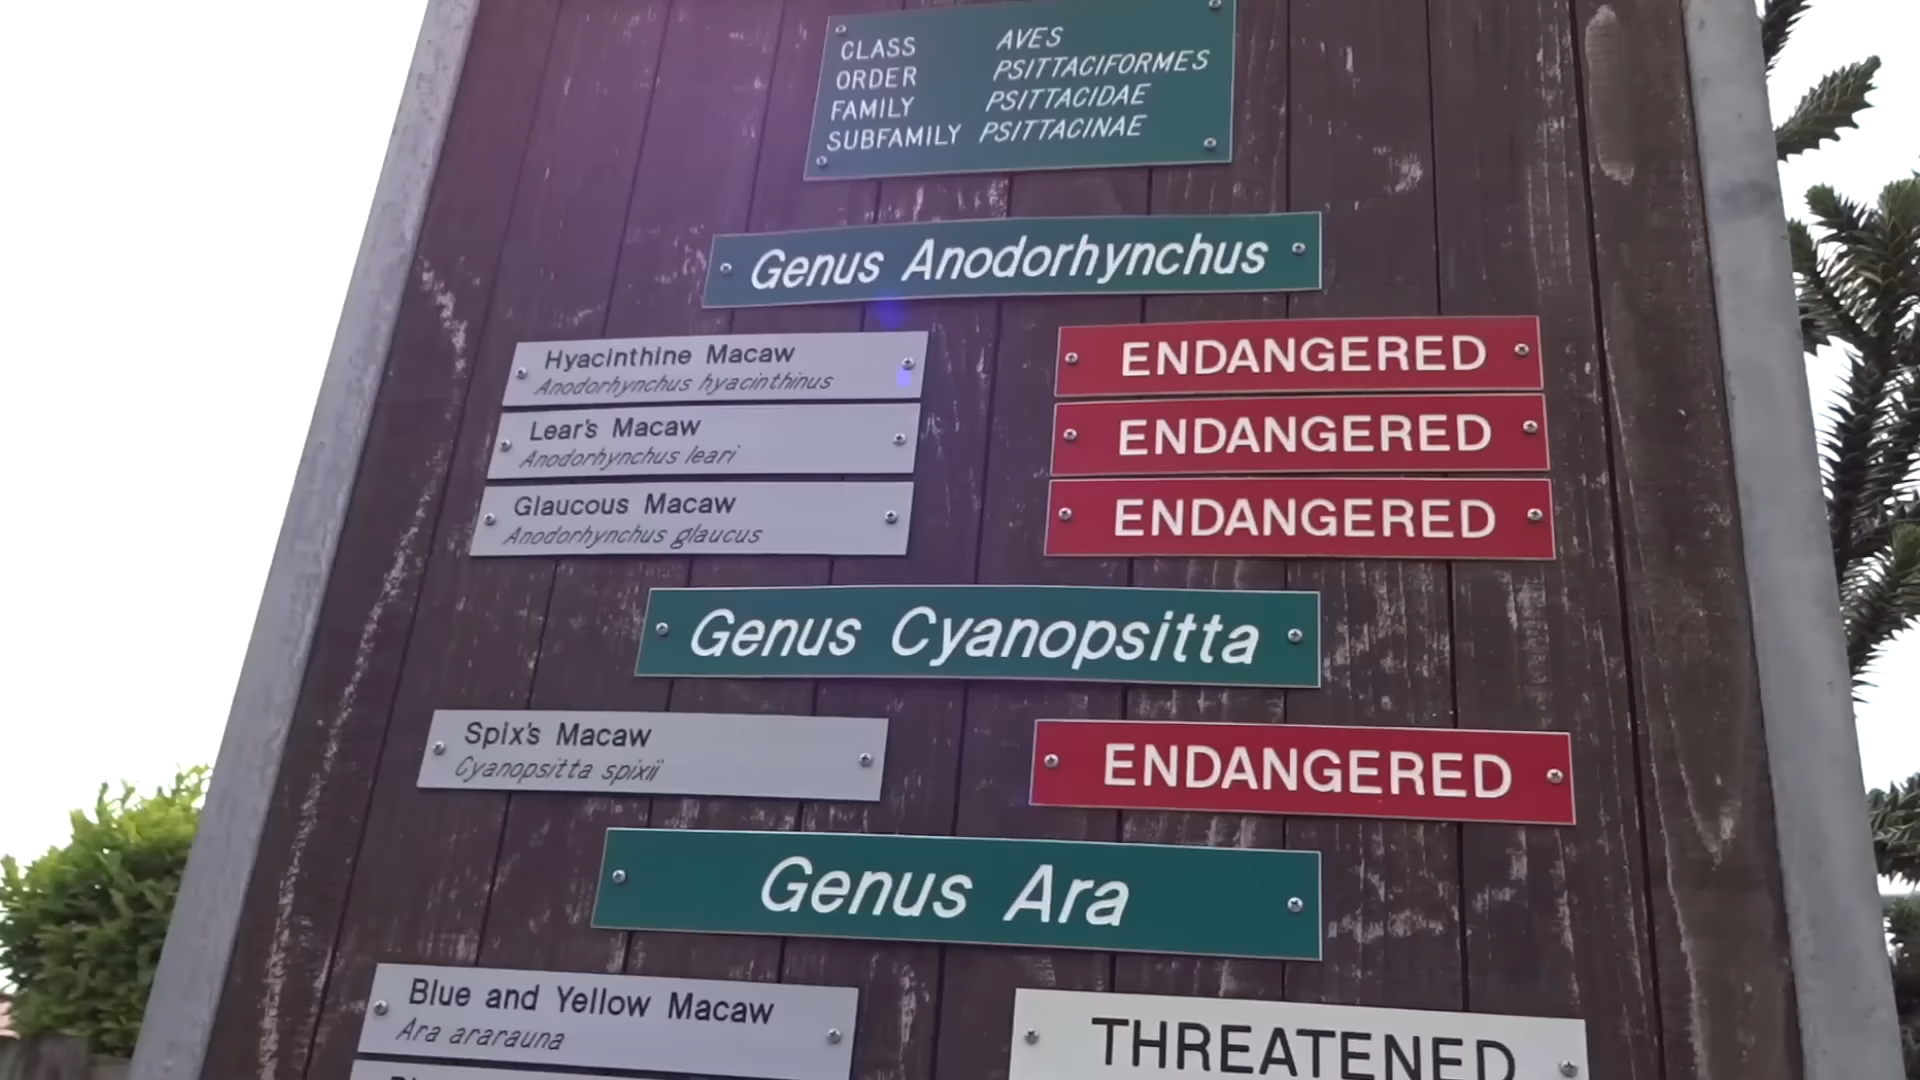 CLASS AVES
ORDER PSITTACIFORMES
FAMILY PSITTACIDAE
SUBFAMILY PSITTACINAE
Genus Anodorhynchus
Hyacinthine Macaw
Anodorhynchus hyacinthinus
ENDANGERED
Lear's Macaw
Anodorhynchus leari
ENDANGERED
Glaucous Macaw
Anodorhynchus glaucus
ENDANGERED
Genus Cyanopsitta
Spix's Macaw
Cyanopsitta spixii
ENDANGERED
Genus Ara
Blue and Yellow Macaw
Ara ararauna
THREATENED